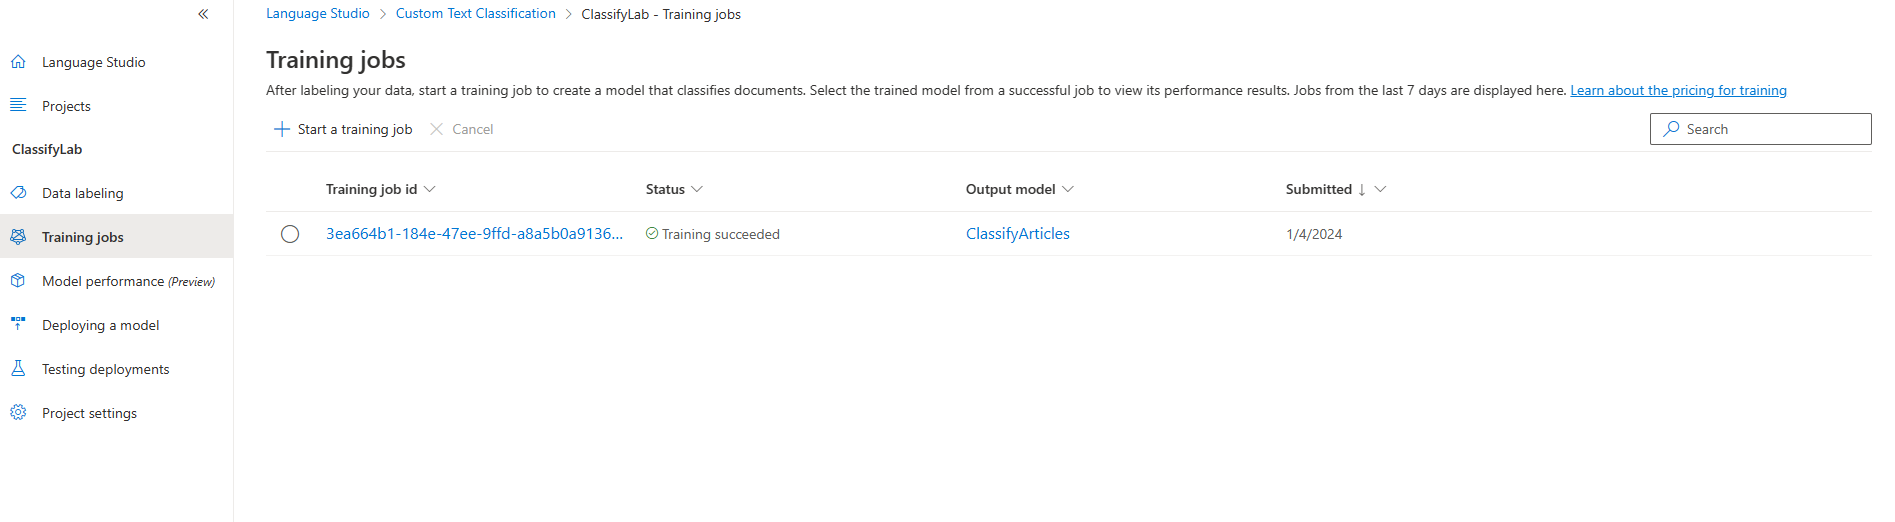 Language Studio > Custom Text Classification > ClassifyLab - Training jobs
Language Studio
Projects
ClassifyLab
Data labeling
Training jobs
Model performance (Preview)
Deploying a model
Testing deployments
Project settings
Training jobs
After labeling your data, start a training job to create a model that classifies documents. Select the trained model from a successful job to view its performance results. Jobs from the last 7 days are displayed here. Learn about the pricing for training
+ Start a training job Cancel Search
Training job id Status Output model Submitted ↓
3ea664b1-184e-47ee-9ffd-a8a5b0a9136... Training succeeded ClassifyArticles 1/4/2024